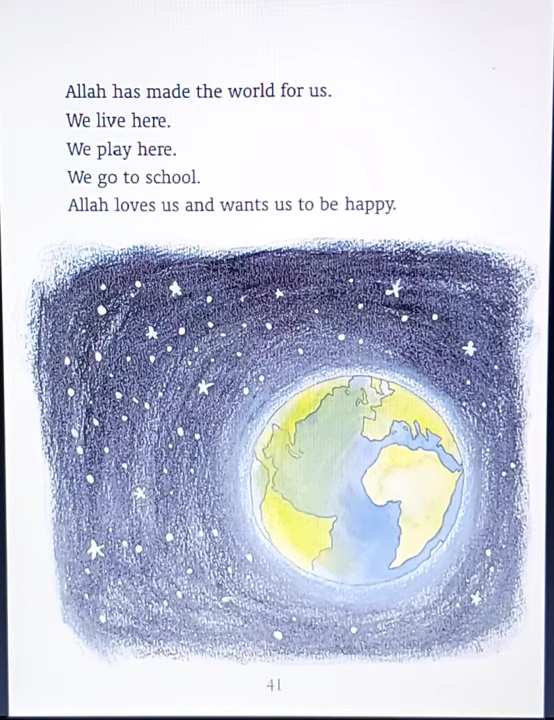 Allah has made the world for us.
We live here.
We play here.
We go to school.
Allah loves us and wants us to be happy.
41